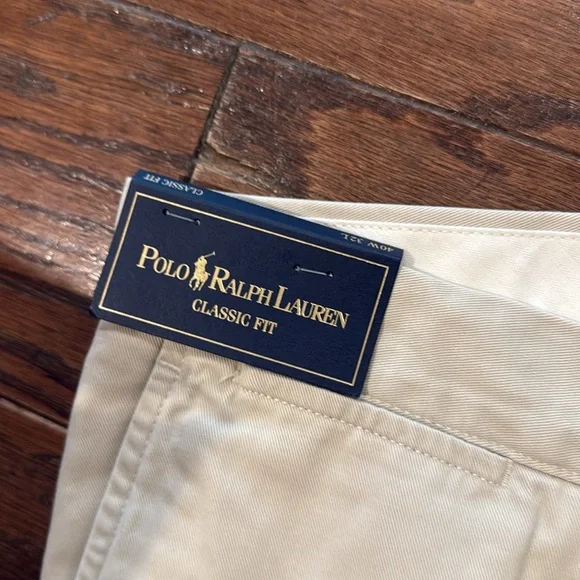 CLASSIC FIT
40W 32L
POLO RALPH LAUREN
CLASSIC FIT